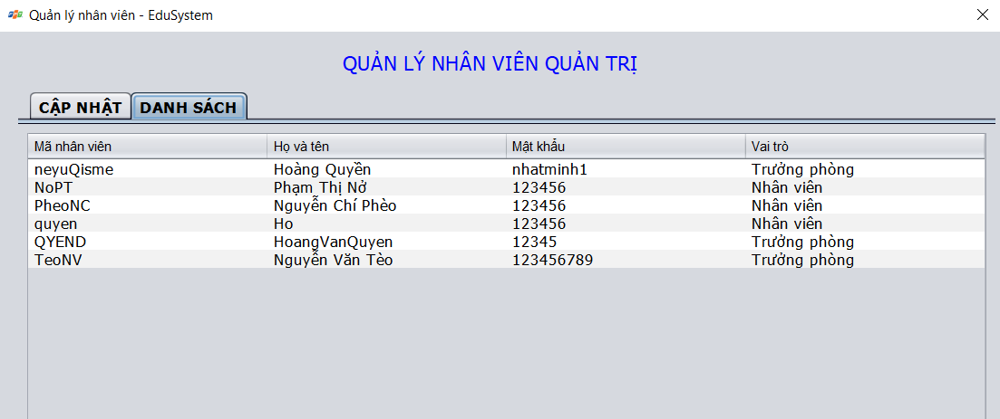 Quản lý nhân viên - EduSystem
QUẢN LÝ NHÂN VIÊN QUẢN TRỊ
CẬP NHẬT DANH SÁCH
Mã nhân viên Họ và tên Mật khẩu Vai trò
neyuQisme Hoàng Quyền nhatminh1 Trưởng phòng
NoPT Phạm Thị Nở 123456 Nhân viên
PheoNC Nguyễn Chí Phèo 123456 Nhân viên
quyen Ho 123456 Nhân viên
QYEND HoangVanQuyen 12345 Trưởng phòng
TeoNV Nguyễn Văn Tèo 123456789 Trưởng phòng